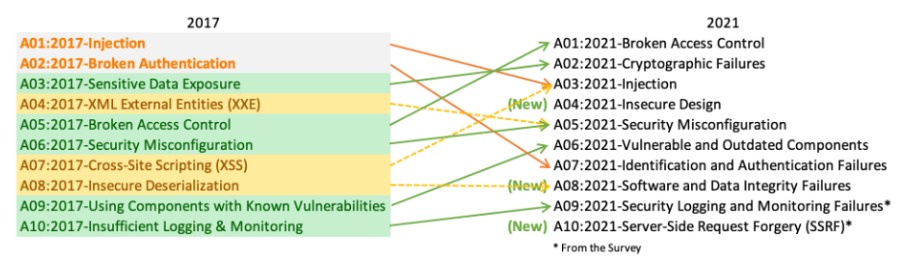 2017 2021
A01:2017-Injection A01:2021-Broken Access Control
A02:2017-Broken Authentication A02:2021-Cryptographic Failures
A03:2017-Sensitive Data Exposure A03:2021-Injection
A04:2017-XML External Entities (XXE) (New) A04:2021-Insecure Design
A05:2017-Broken Access Control A05:2021-Security Misconfiguration
A06:2017-Security Misconfiguration A06:2021-Vulnerable and Outdated Components
A07:2017-Cross-Site Scripting (XSS) A07:2021-Identification and Authentication Failures
A08:2017-Insecure Deserialization (New) A08:2021-Software and Data Integrity Failures
A09:2017-Using Components with Known Vulnerabilities A09:2021-Security Logging and Monitoring Failures*
A10:2017-Insufficient Logging & Monitoring (New) A10:2021-Server-Side Request Forgery (SSRF)*
* From the Survey